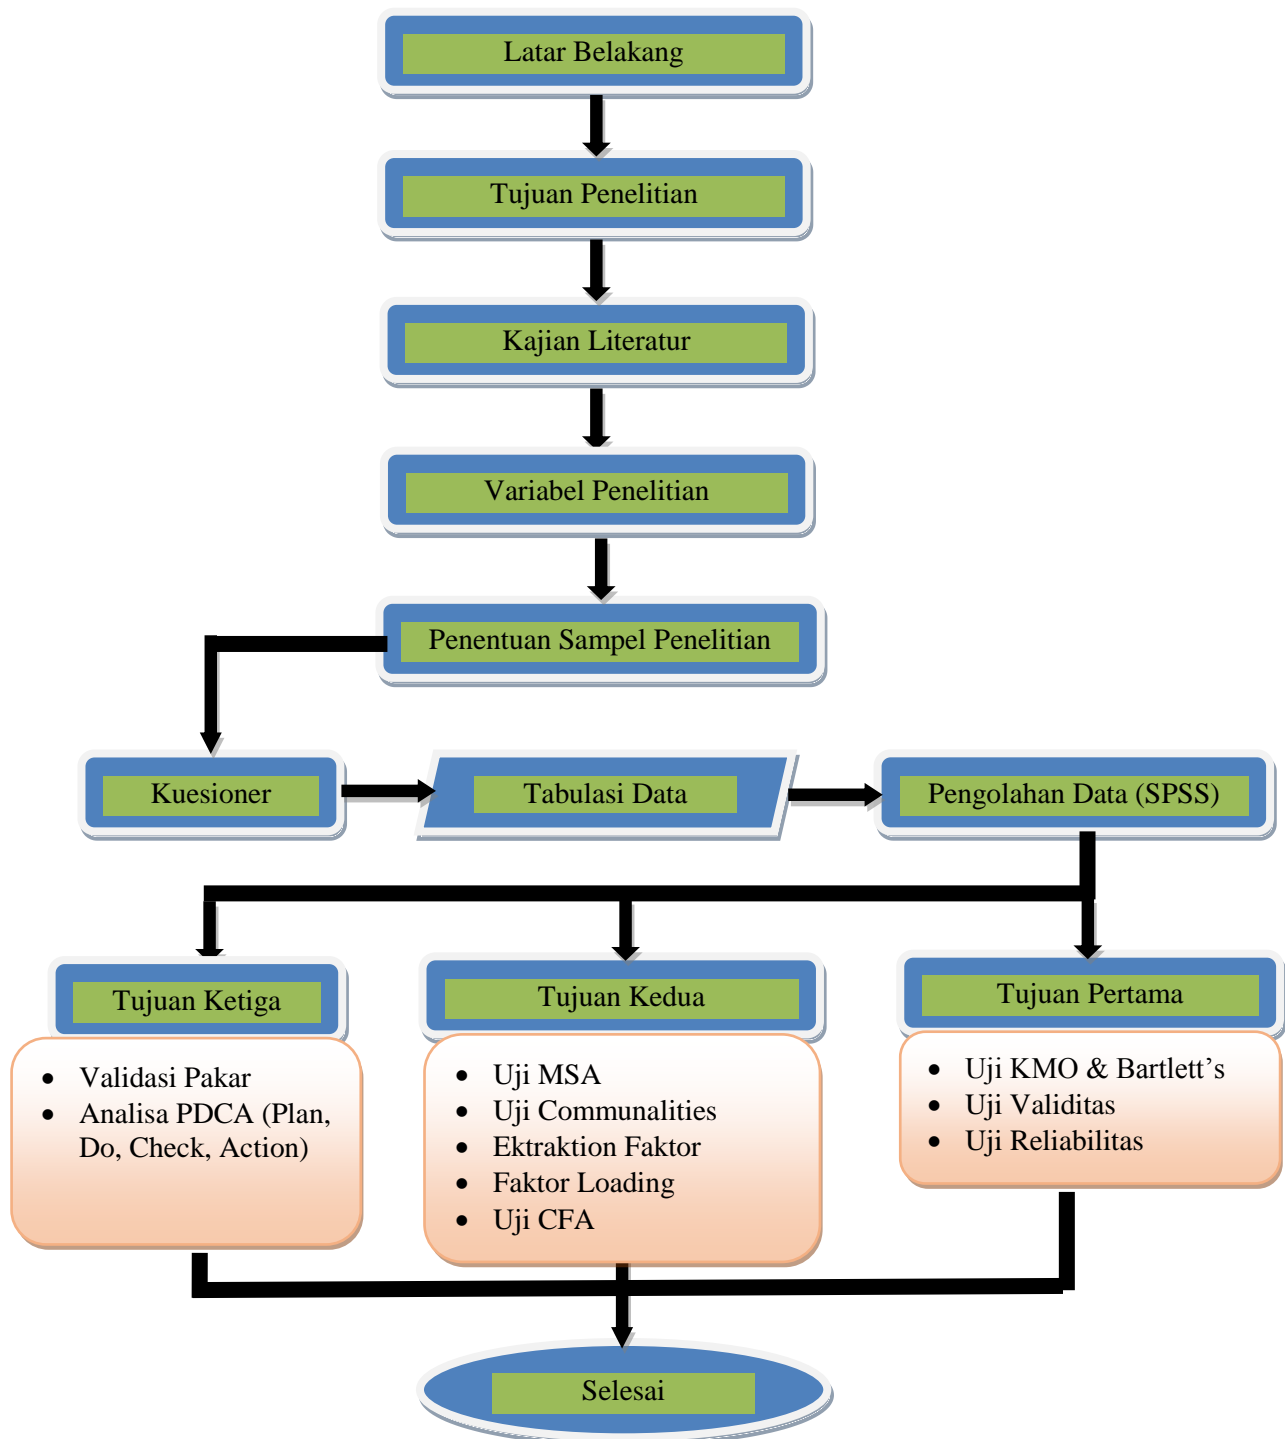 Latar Belakang
Tujuan Penelitian
Kajian Literatur
Variabel Penelitian
Penentuan Sampel Penelitian
Kuesioner
Tabulasi Data
Pengolahan Data (SPSS)
Tujuan Ketiga
• Validasi Pakar
• Analisa PDCA (Plan,
Do, Check, Action)
Tujuan Kedua
• Uji MSA
• Uji Communalities
• Ektraktion Faktor
• Faktor Loading
• Uji CFA
Tujuan Pertama
• Uji KMO & Bartlett’s
• Uji Validitas
• Uji Reliabilitas
Selesai